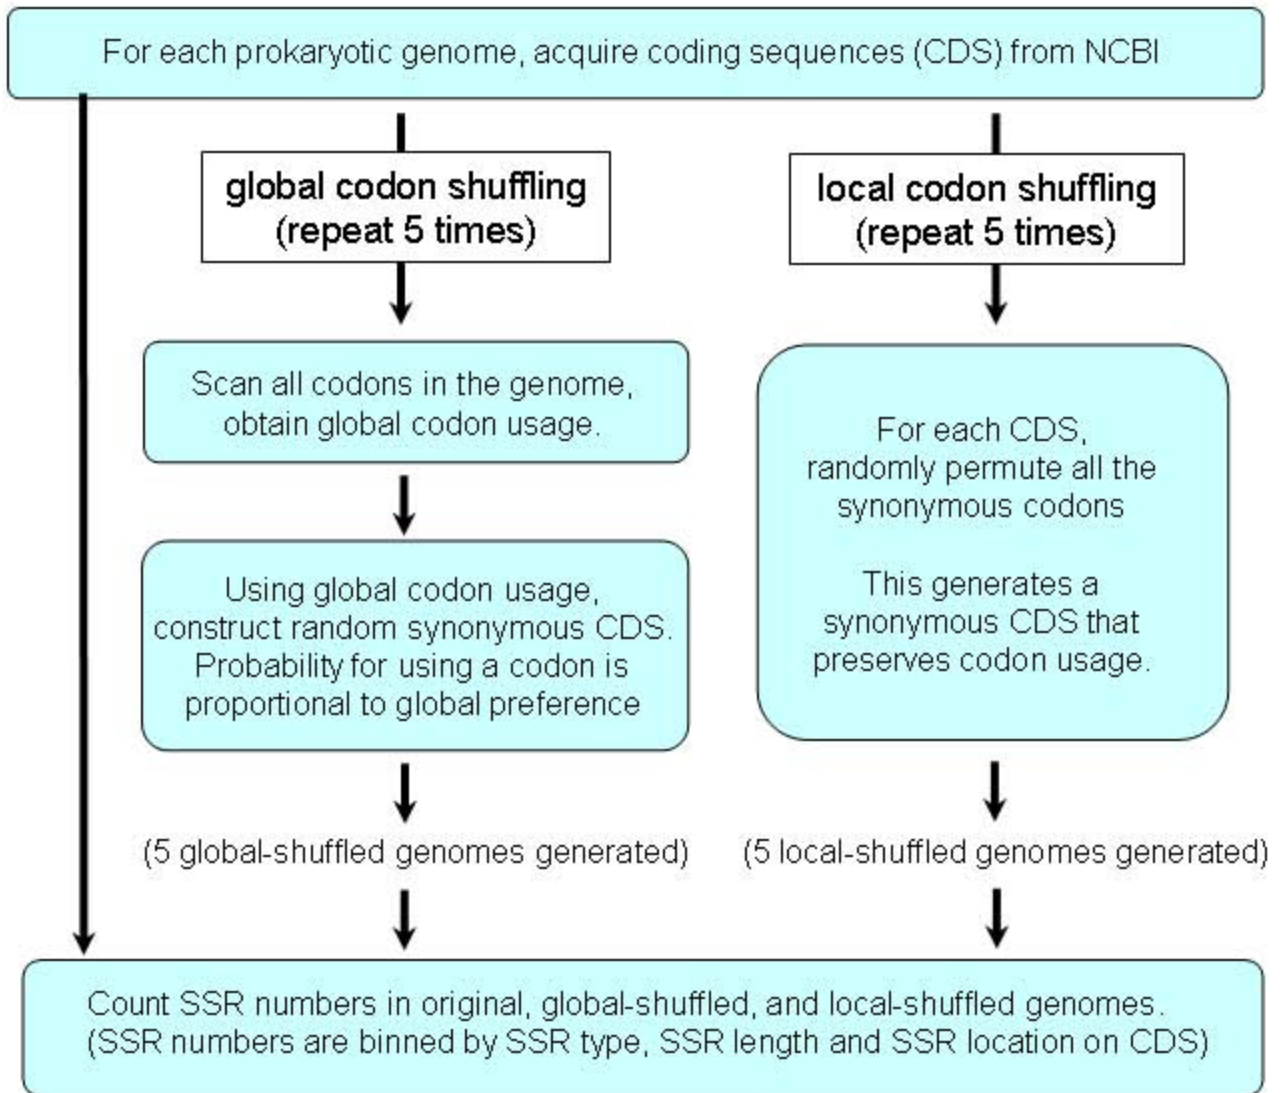 For each prokaryotic genome, acquire coding sequences (CDS) from NCBI
global codon shuffling
(repeat 5 times)
local codon shuffling
(repeat 5 times)
Scan all codons in the genome,
obtain global codon usage.
Using global codon usage,
construct random synonymous CDS.
Probability for using a codon is
proportional to global preference
For each CDS,
randomly permute all the
synonymous codons
This generates a
synonymous CDS that
preserves codon usage.
(5 global-shuffled genomes generated)
(5 local-shuffled genomes generated)
Count SSR numbers in original, global-shuffled, and local-shuffled genomes.
(SSR numbers are binned by SSR type, SSR length and SSR location on CDS)